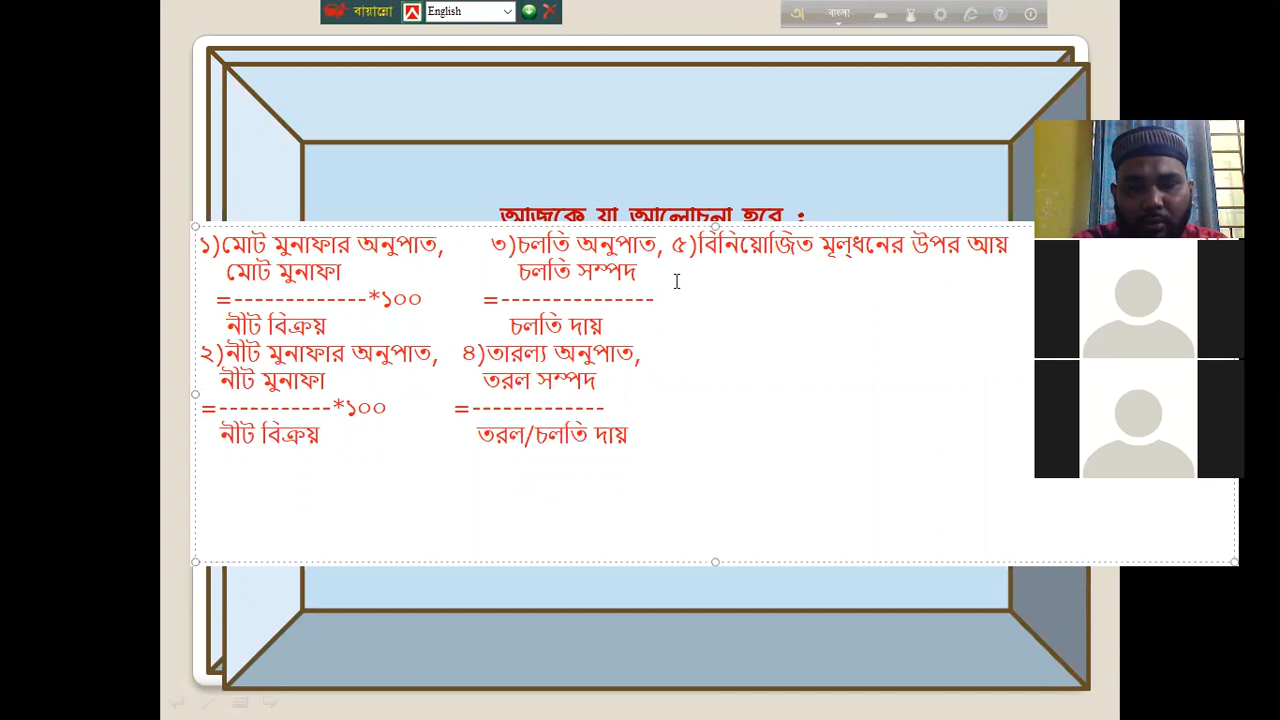 বায়ান্নো
English
বাংলা
আজকে যা আলোচনা হবে :
১)মোট মুনাফার অনুপাত, ৩)চলতি অনুপাত, ৫)বিনিয়োজিত মূল্ধনের উপর আয়
মোট মুনাফা চলতি সম্পদ
=-------------*১০০ =---------------
নীট বিক্রয় চলতি দায়
২)নীট মুনাফার অনুপাত, ৪)তারল্য অনুপাত,
নীট মুনাফা তরল সম্পদ
=-----------*১০০ =-------------
নীট বিক্রয় তরল/চলতি দায়